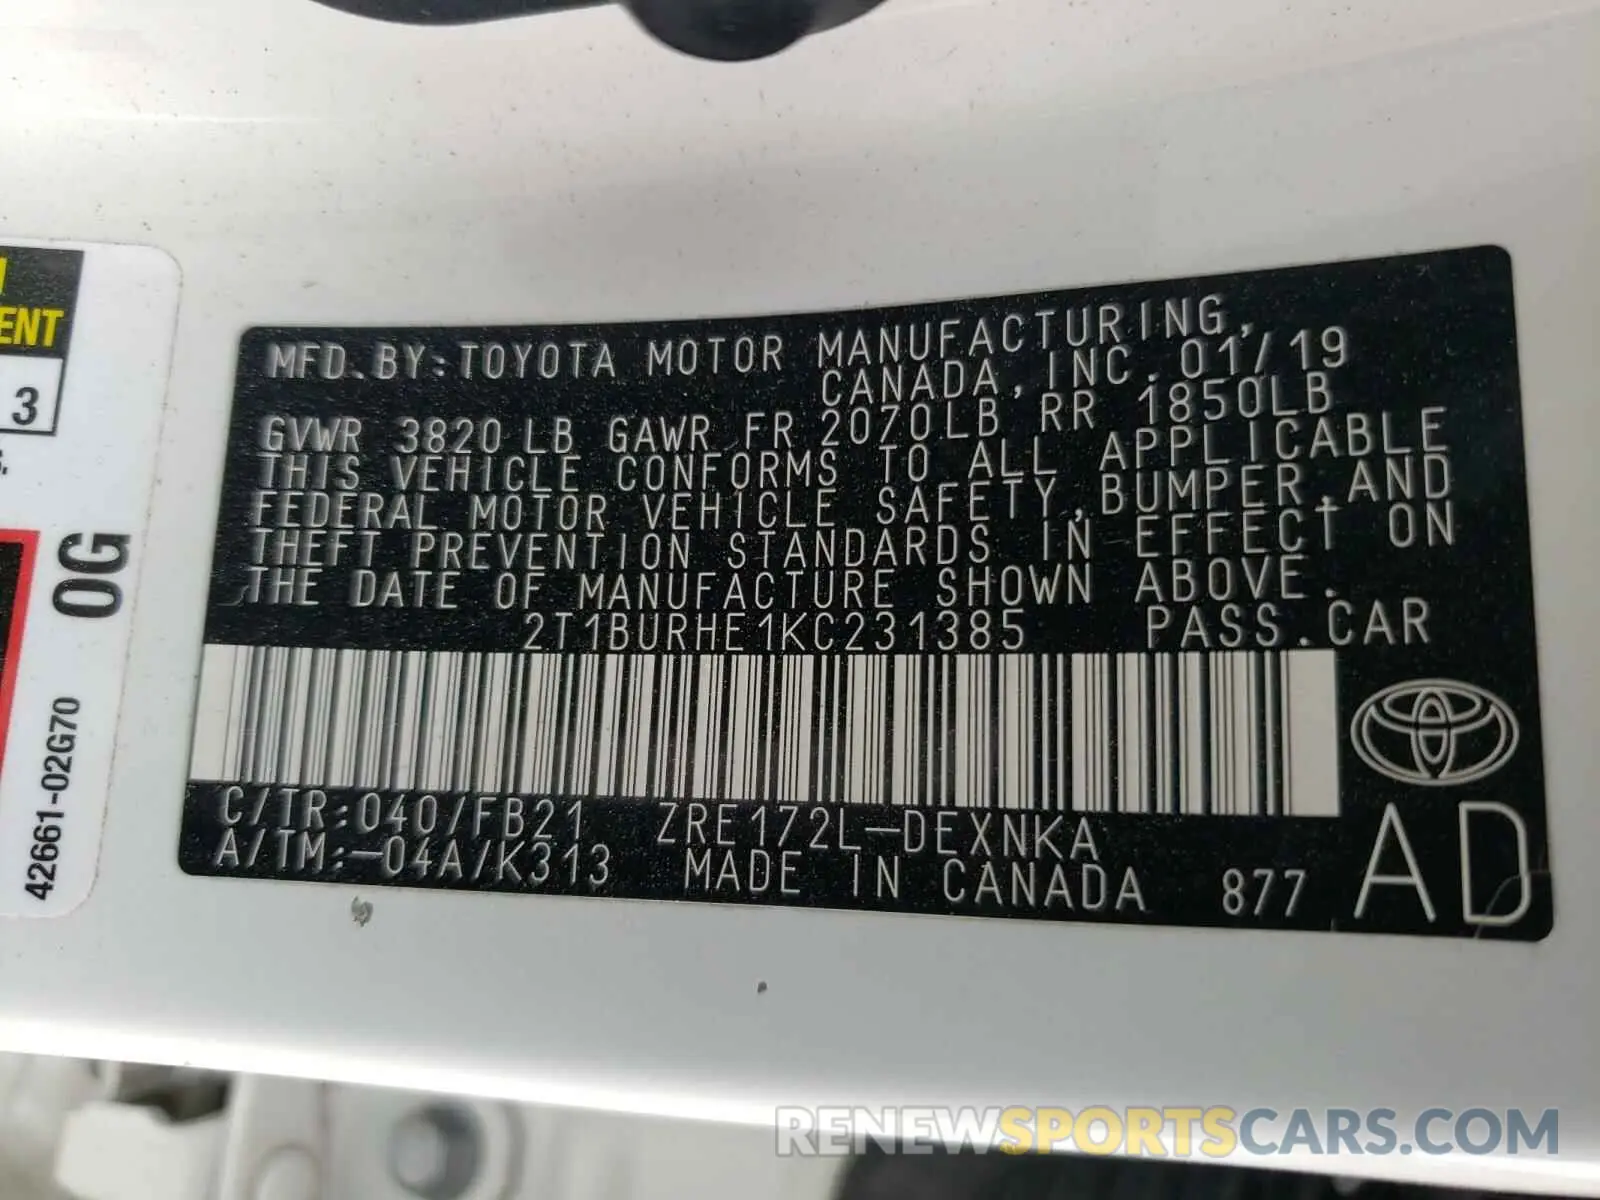 ENT
3
0G
42661-02G70
MFD. BY: TOYOTA MOTOR MANUFACTURING,
CANADA, INC. 01/19
GVWR 3820 LB GAWR FR 2070LB RR 1850LB
THIS VEHICLE CONFORMS TO ALL APPLICABLE
FEDERAL MOTOR VEHICLE SAFETY, BUMPER, AND
THEFT PREVENTION STANDARDS IN EFFECT ON
THE DATE OF MANUFACTURE SHOWN ABOVE.
2T1BURHE1KC231385 PASS. CAR
C/TR: 040/FB21 ZRE172L-DEXNKA
A/TM: -04A/K313 MADE IN CANADA 877
AD
RENEWSPORTSCARS.COM